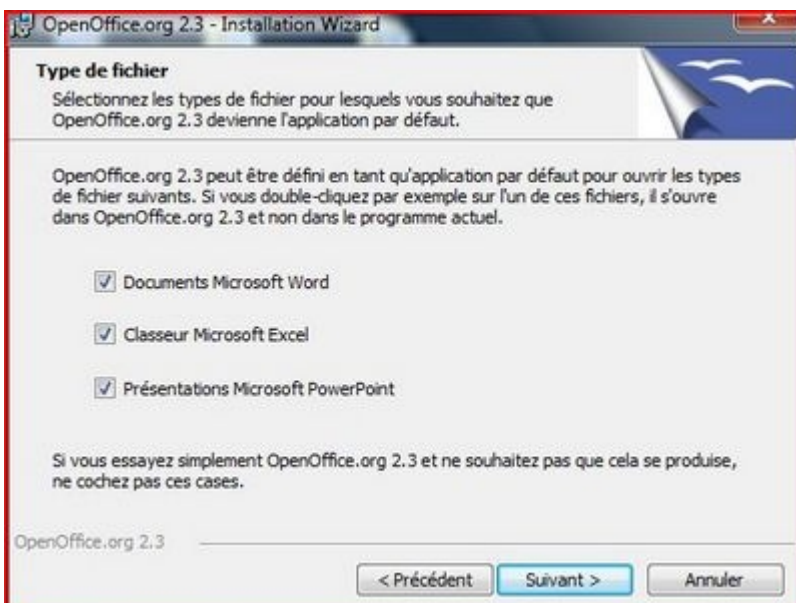 OpenOffice.org 2.3 - Installation Wizard
Type de fichier
Sélectionnez les types de fichier pour lesquels vous souhaitez que
OpenOffice.org 2.3 devienne l'application par défaut.
OpenOffice.org 2.3 peut être défini en tant qu'application par défaut pour ouvrir les types
de fichier suivants. Si vous double-cliquez par exemple sur l'un de ces fichiers, il s'ouvre
dans OpenOffice.org 2.3 et non dans le programme actuel.
Documents Microsoft Word
Classeur Microsoft Excel
Présentations Microsoft PowerPoint
Si vous essayez simplement OpenOffice.org 2.3 et ne souhaitez pas que cela se produise,
ne cochez pas ces cases.
OpenOffice.org 2.3
< Précédent Suivant > Annuler